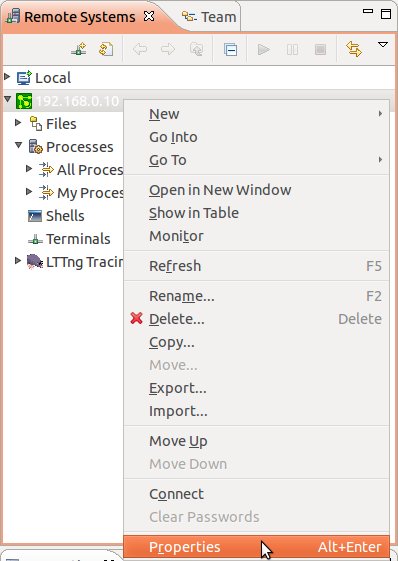 Remote Systems
Team
Local
192.168.0.10
Files
Processes
All Proce
My Proce
Shells
Terminals
LTTng Tracin
New
Go Into
Go To
Open in New Window
Show in Table
Monitor
Refresh F5
Rename... F2
Delete... Delete
Copy...
Move...
Export...
Import...
Move Up
Move Down
Connect
Clear Passwords
Properties Alt+Enter